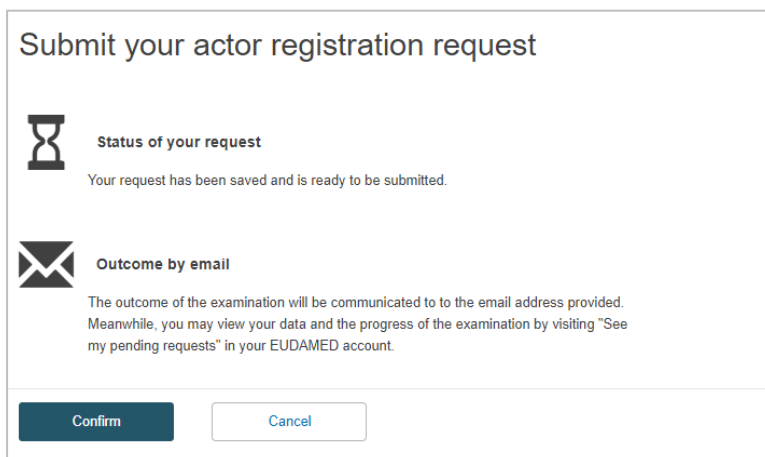 Submit your actor registration request
Status of your request
Your request has been saved and is ready to be submitted.
Outcome by email
The outcome of the examination will be communicated to to the email address provided.
Meanwhile, you may view your data and the progress of the examination by visiting "See
my pending requests" in your EUDAMED account.
Confirm
Cancel